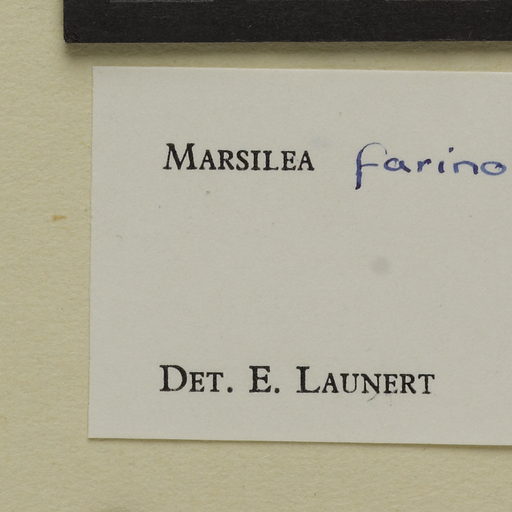 MARSILEA farino
DET. E. LAUNERT